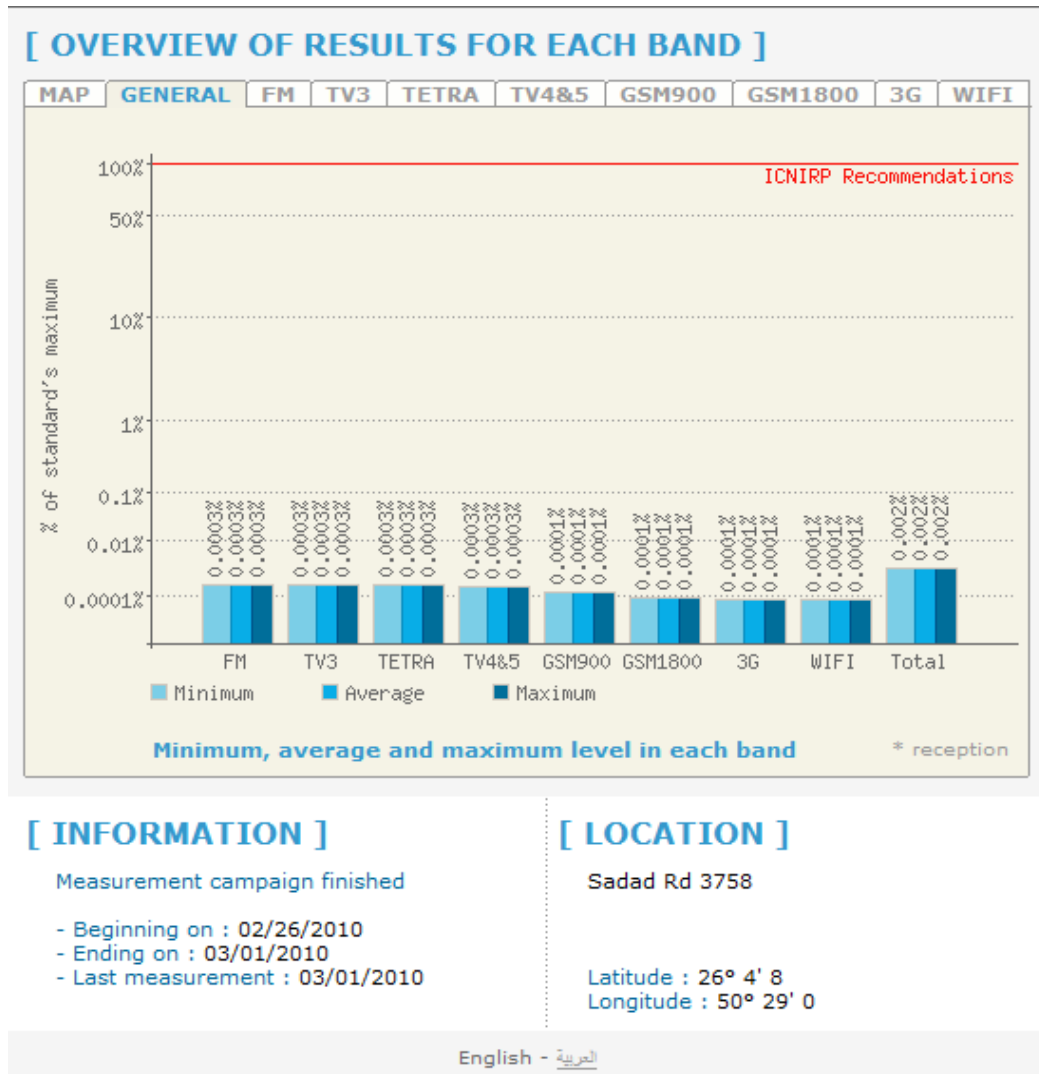 [ OVERVIEW OF RESULTS FOR EACH BAND ]
MAP GENERAL FM TV3 TETRA TV4&5 GSM900 GSM1800 3G WIFI
100%
ICNIRP Recommendations
50%
10%
1%
0.1%
0.01%
0.0001%
% of standard's maximum
0.0003% 0.0003% 0.0003%
0.0003% 0.0003% 0.0003%
0.0003% 0.0003% 0.0003%
0.0003% 0.0003% 0.0003%
0.0001% 0.0001% 0.0001%
0.0001% 0.0001% 0.0001%
0.0001% 0.0001% 0.0001%
0.0001% 0.0001% 0.0001%
0.002% 0.002% 0.002%
FM TV3 TETRA TV4&5 GSM900 GSM1800 3G WIFI Total
Minimum Average Maximum
Minimum, average and maximum level in each band
* reception
[ INFORMATION ]
Measurement campaign finished
- Beginning on : 02/26/2010
- Ending on : 03/01/2010
- Last measurement : 03/01/2010
[ LOCATION ]
Sadad Rd 3758
Latitude : 26º 4' 8
Longitude : 50º 29' 0
English - العربية